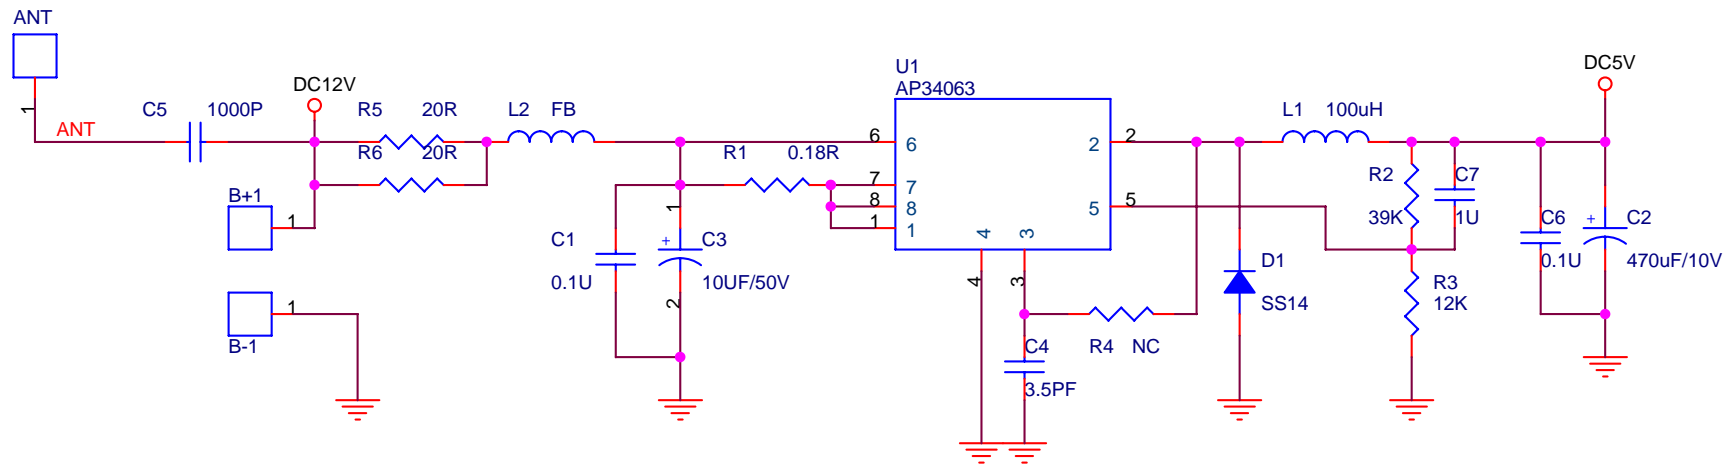 ANT
1
ANT
C5 1000P
DC12V
R5 20R
R6 20R
L2 FB
B+1
1
B-1
1
C1
0.1U
1
C3
10UF/50V
2
R1 0.18R
U1
AP34063
6 6
7 7
8 8
1 1
2 2
5 5
4 3
4 3
C4
3.5PF
R4 NC
D1
SS14
L1 100uH
R2
39K
C7
1U
R3
12K
C6
0.1U
DC5V
+
C2
470uF/10V
+